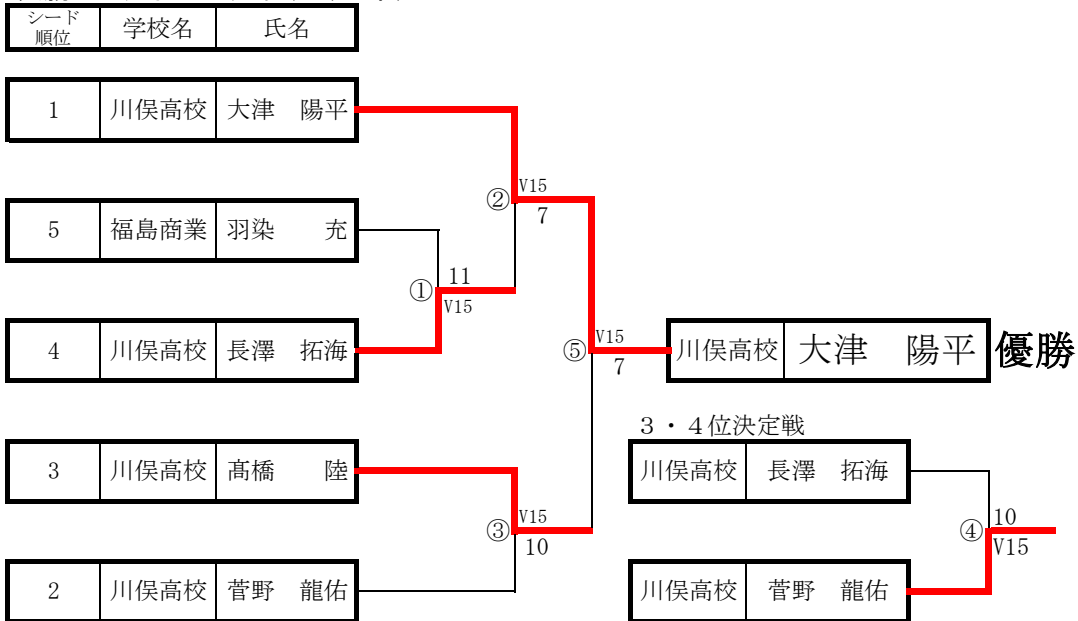 シード順位 学校名 氏名
1 川俣高校 大津 陽平
② V15
7
5 福島商業 羽染 充
① 11
V15
4 川俣高校 長澤 拓海
⑤ V15
7
川俣高校 大津 陽平 優勝
3 川俣高校 髙橋 陸
③ V15
10
2 川俣高校 菅野 龍佑
3・4位決定戦
川俣高校 長澤 拓海
④ 10
V15
川俣高校 菅野 龍佑